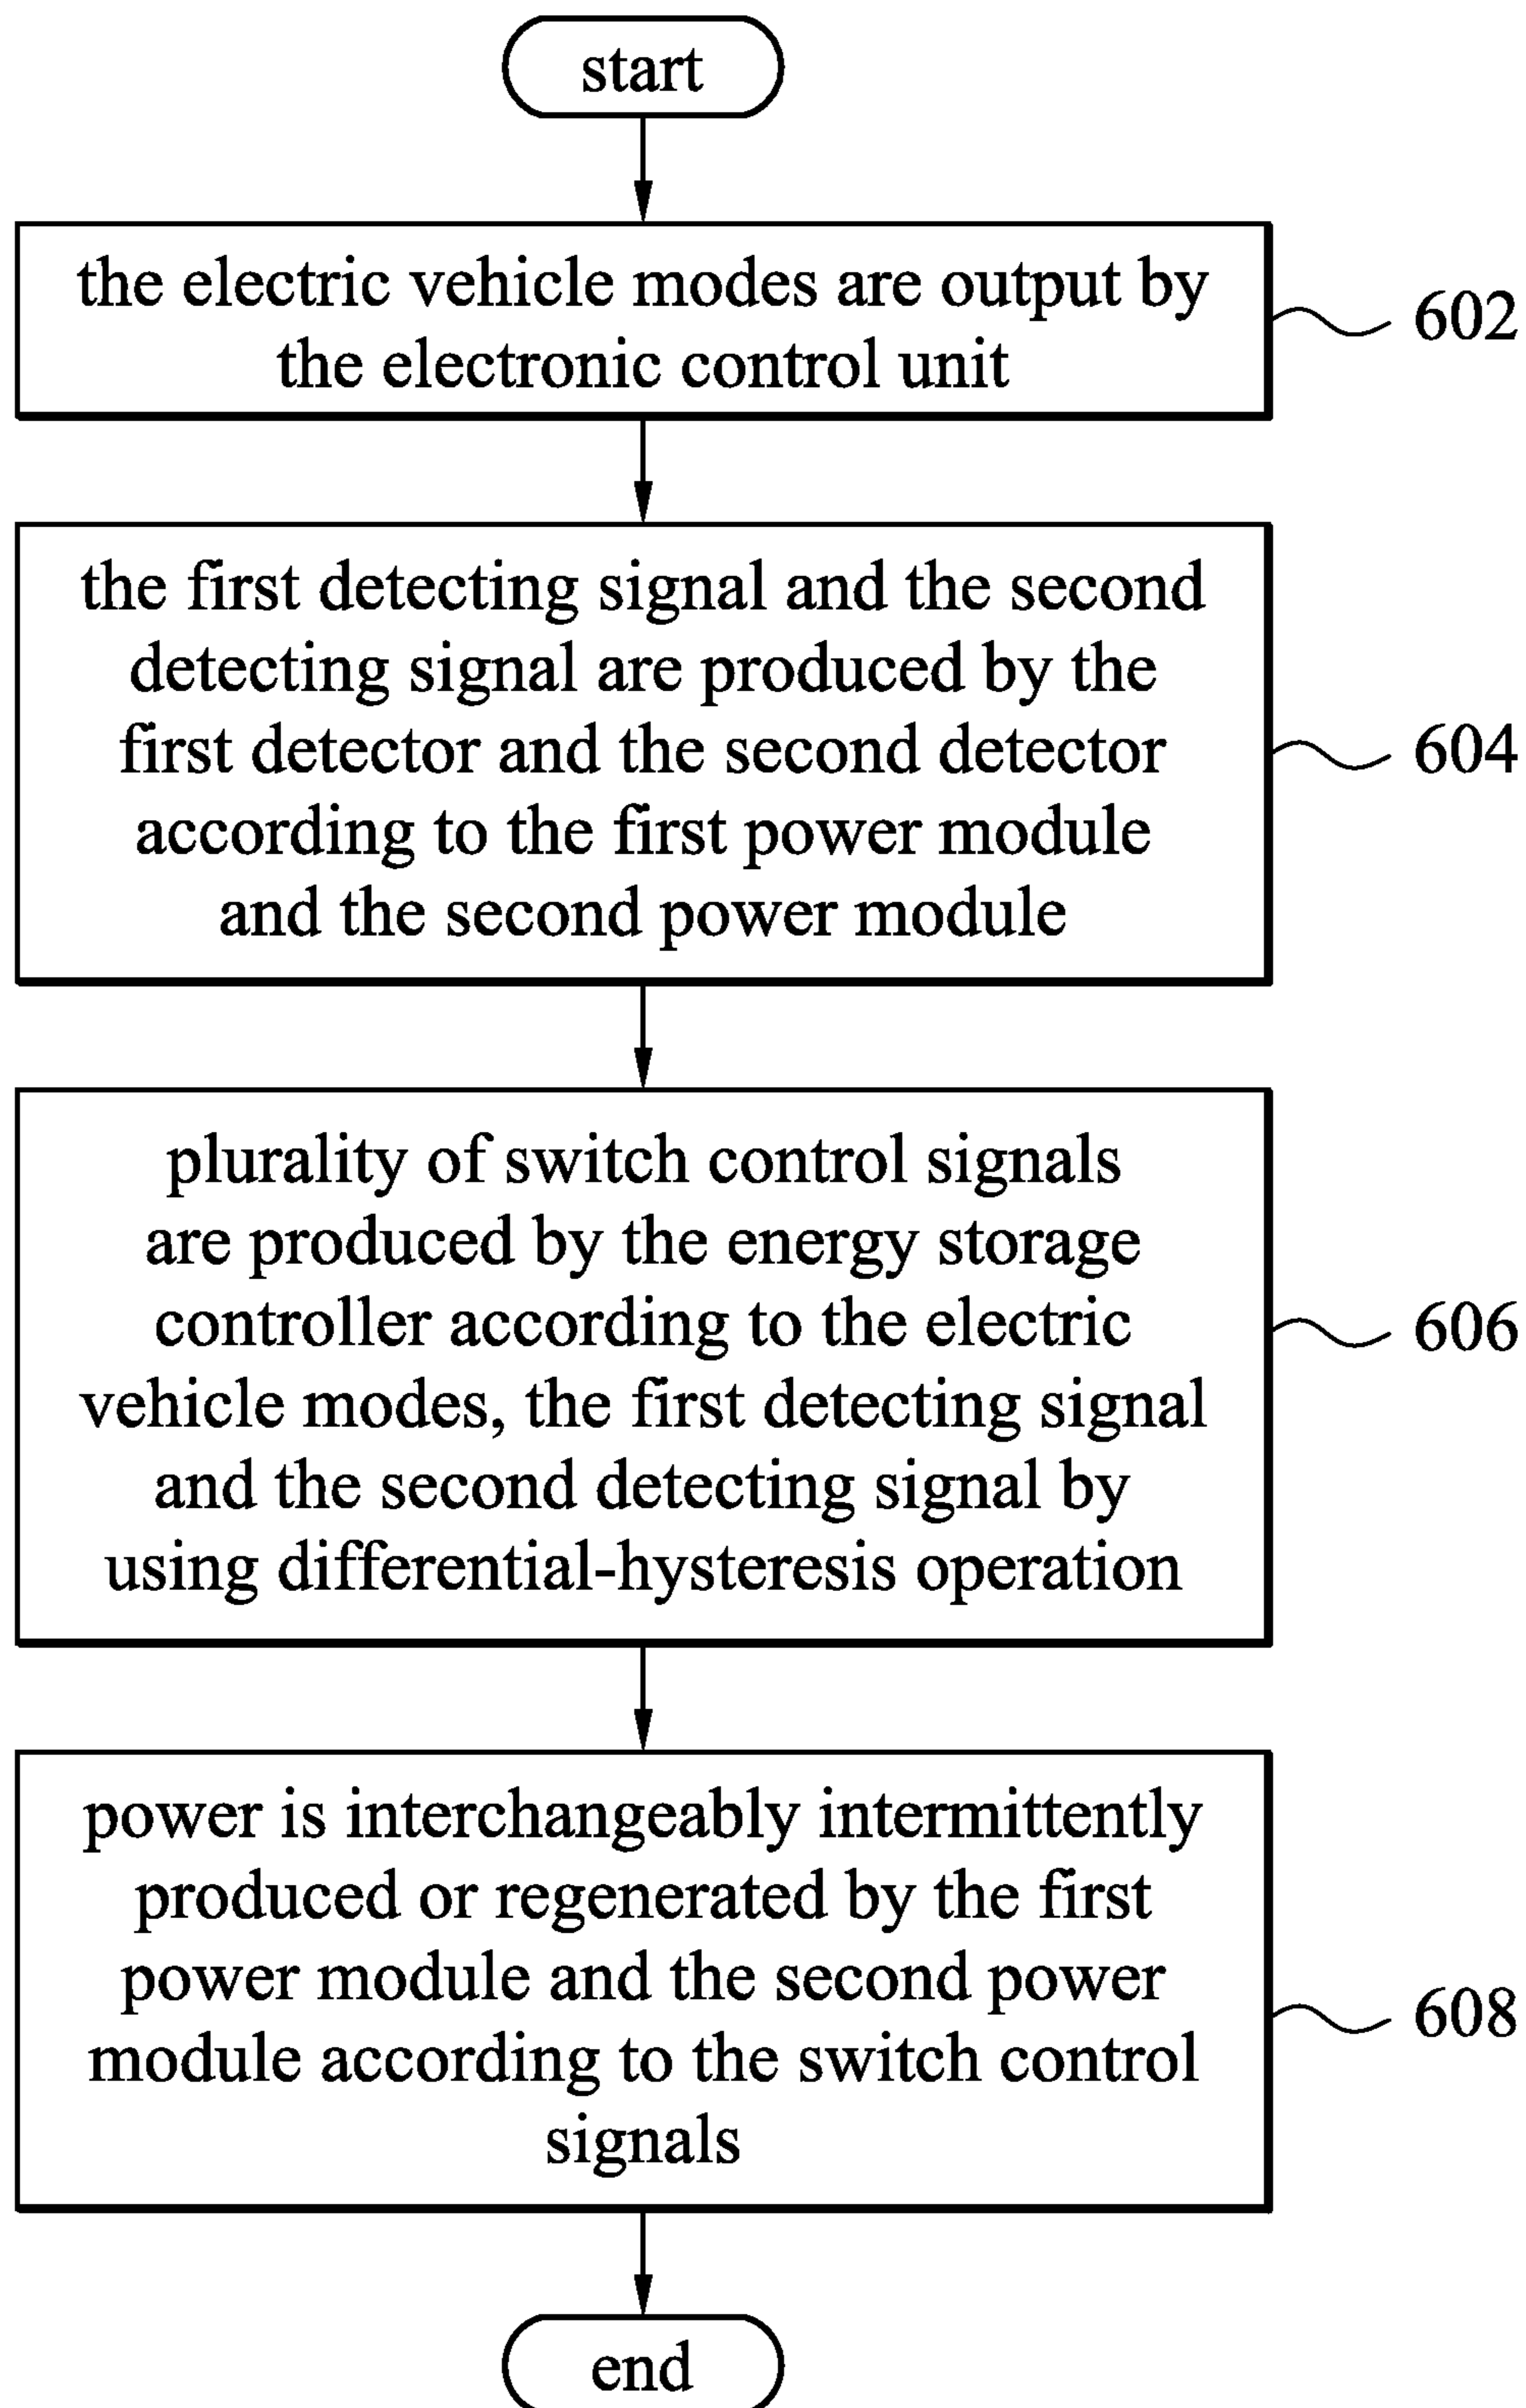 start
the electric vehicle modes are output by
the electronic control unit
602
the first detecting signal and the second
detecting signal are produced by the
first detector and the second detector
according to the first power module
and the second power module
604
plurality of switch control signals
are produced by the energy storage
controller according to the electric
vehicle modes, the first detecting signal
and the second detecting signal by
using differential-hysteresis operation
606
power is interchangeably intermittently
produced or regenerated by the first
power module and the second power
module according to the switch control
signals
608
end